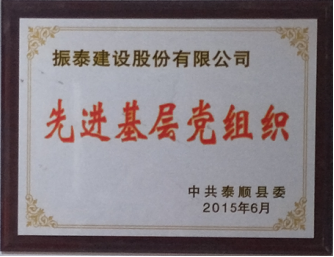 振泰建设股份有限公司
先进基层党组织
中共泰顺县委
2015年6月